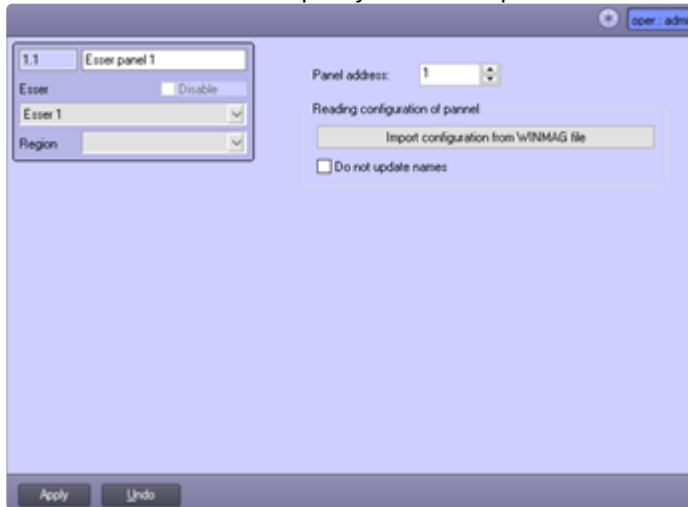 oper.: admi
1.1 Esser panel 1
Esser Disable
Esser 1
Region
Panel address: 1
Reading configuration of pannel
Import configuration from WINMAG file
Do not update names
Apply Undo